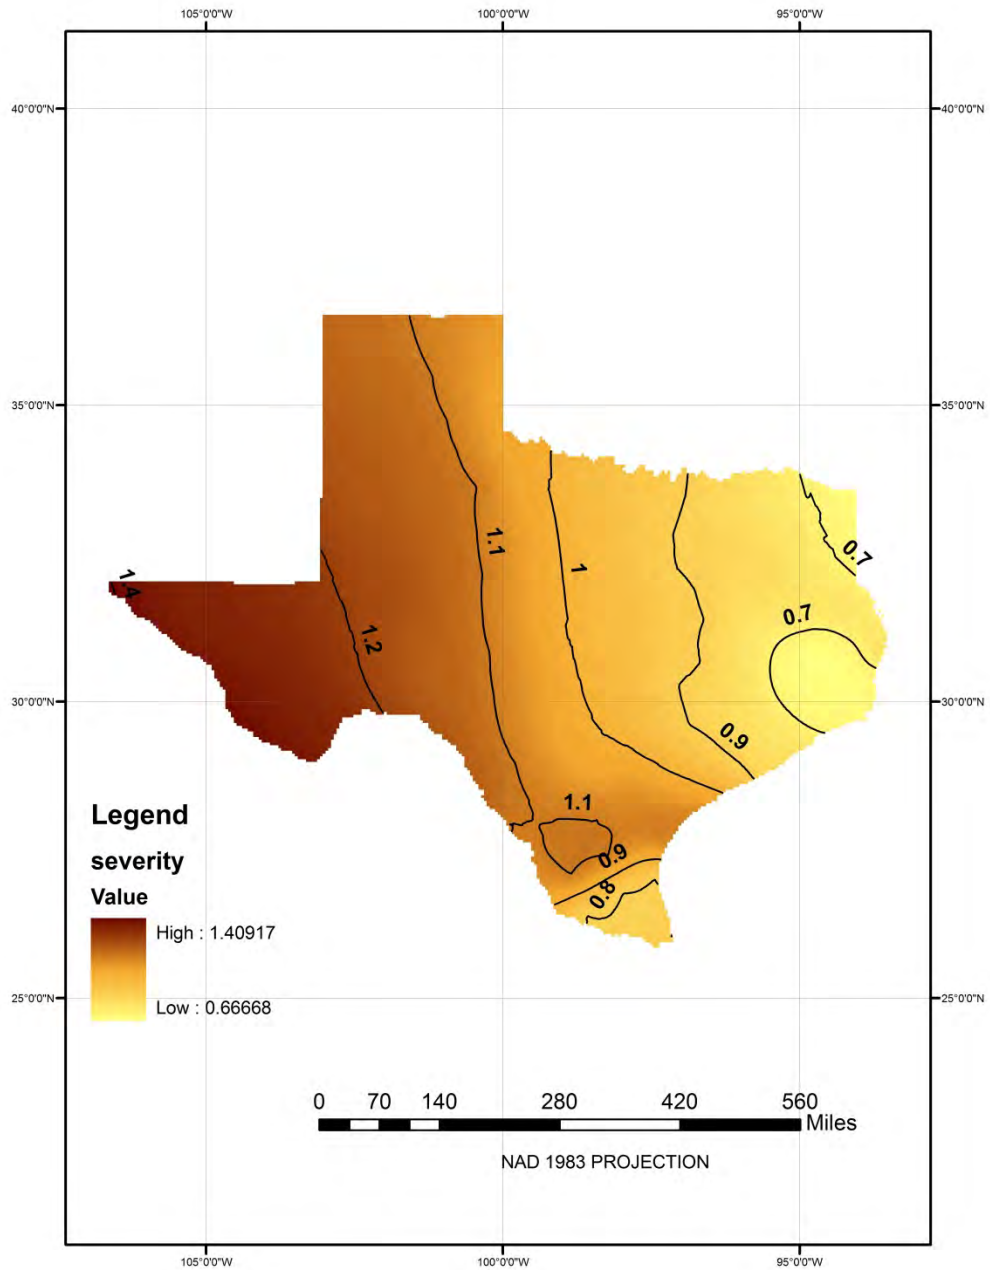 105°0'0"W 100°0'0"W 95°0'0"W
40°0'0"N 40°0'0"N
35°0'0"N 35°0'0"N
1.1
1
0.7
1.4
0.7
1.2
30°0'0"N 30°0'0"N
0.9
1.1
0.9
0.8
Legend
severity
Value
High : 1.40917
Low : 0.66668
25°0'0"N 25°0'0"N
0 70 140 280 420 560
Miles
NAD 1983 PROJECTION
105°0'0"W 100°0'0"W 95°0'0"W